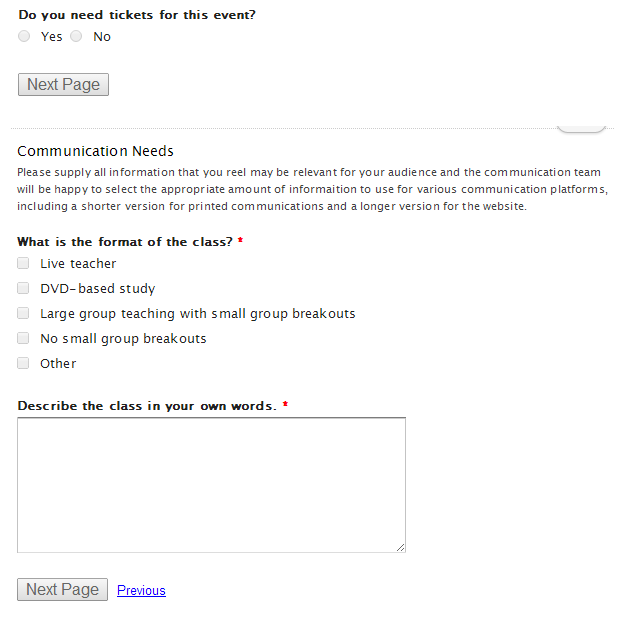 Do you need tickets for this event?
Yes No
Next Page
Communication Needs
Please supply all information that you reel may be relevant for your audience and the communication team
will be happy to select the appropriate amount of informaition to use for various communication platforms,
including a shorter version for printed communications and a longer version for the website.
What is the format of the class? *
Live teacher
DVD-based study
Large group teaching with small group breakouts
No small group breakouts
Other
Describe the class in your own words. *
Next Page Previous